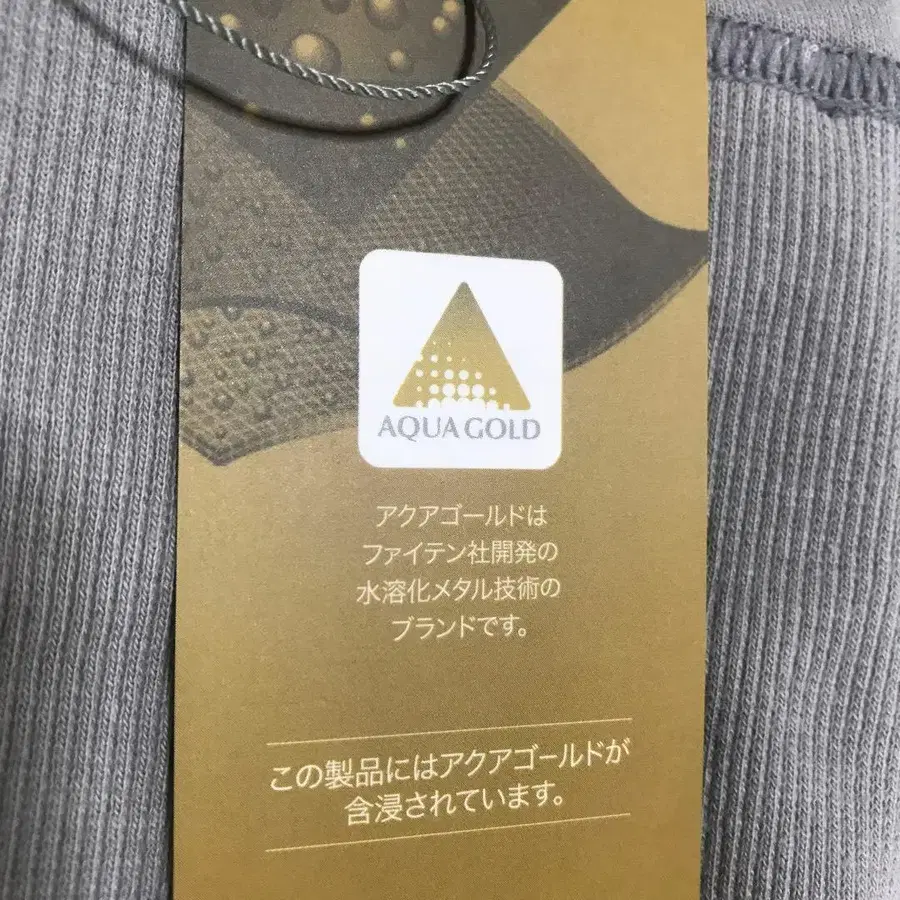 AQUA GOLD
アクアゴールドは
ファイテン社開発の
水溶化メタル技術の
ブランドです。
この製品にはアクアゴールドが
含浸されています。